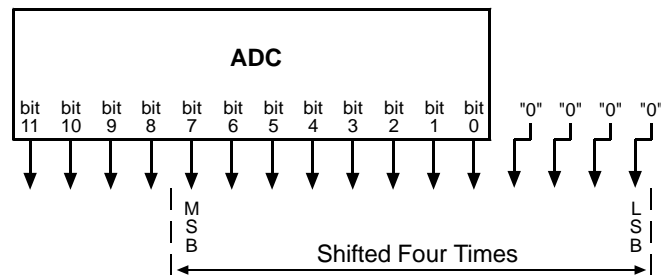 ADC
bit bit bit bit bit bit bit bit bit bit bit bit "0" "0" "0" "0"
11 10 9 8 7 6 5 4 3 2 1 0
MSB
LSB
Shifted Four Times